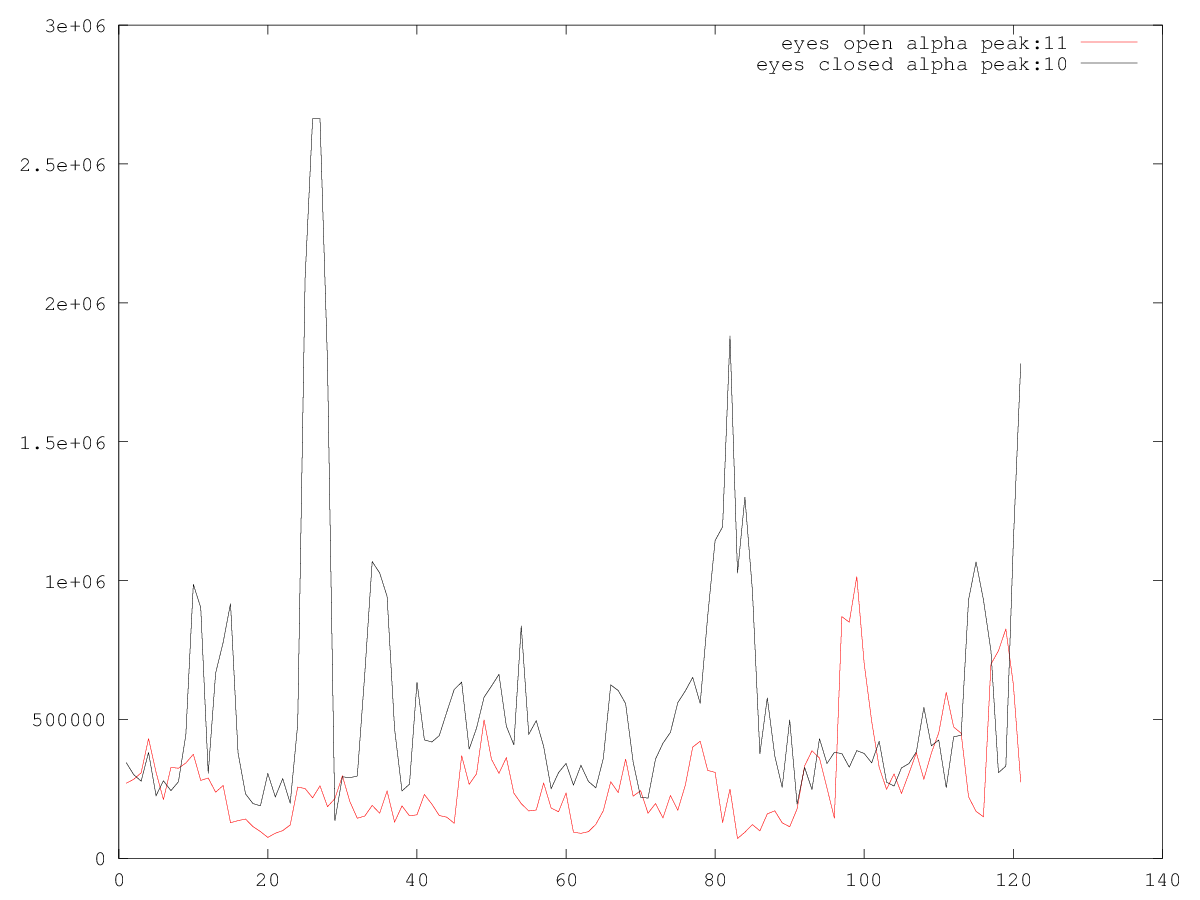 3e+06
eyes open alpha peak:11
eyes closed alpha peak:10
2.5e+06
2e+06
1.5e+06
1e+06
500000
0
0 20 40 60 80 100 120 140